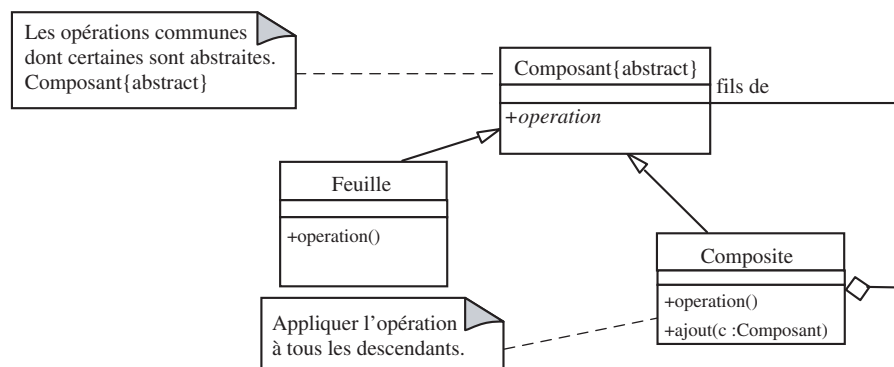 Les opérations communes
dont certaines sont abstraites.
Composant{abstract}
Composant{abstract}
fils de
+operation
Feuille
+operation()
Composite
+operation()
+ajout(c :Composant)
Appliquer l’opération
à tous les descendants.